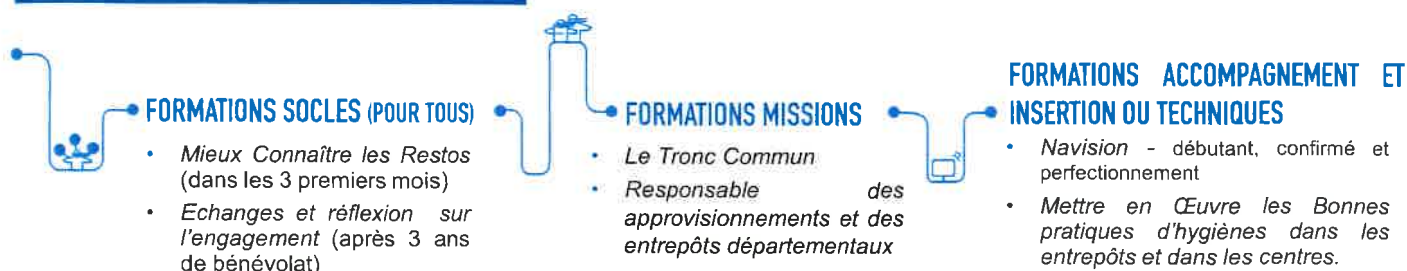 FORMATIONS SOCLES (POUR TOUS)
• Mieux Connaître les Restos
(dans les 3 premiers mois)
• Echanges et réflexion sur
l'engagement (après 3 ans
de bénévolat)
FORMATIONS MISSIONS
• Le Tronc Commun
• Responsable des
approvisionnements et des
entrepôts départementaux
FORMATIONS ACCOMPAGNEMENT ET
INSERTION OU TECHNIQUES
• Navision - débutant, confirmé et
perfectionnement
• Mettre en Œuvre les Bonnes
pratiques d'hygiènes dans les
entrepôts et dans les centres.